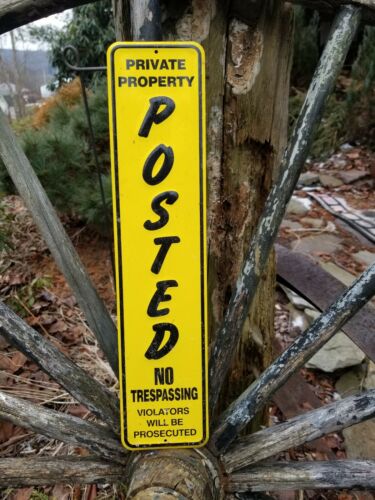 PRIVATE
PROPERTY
POSTED
NO
TRESPASSING
VIOLATORS
WILL BE
PROSECUTED